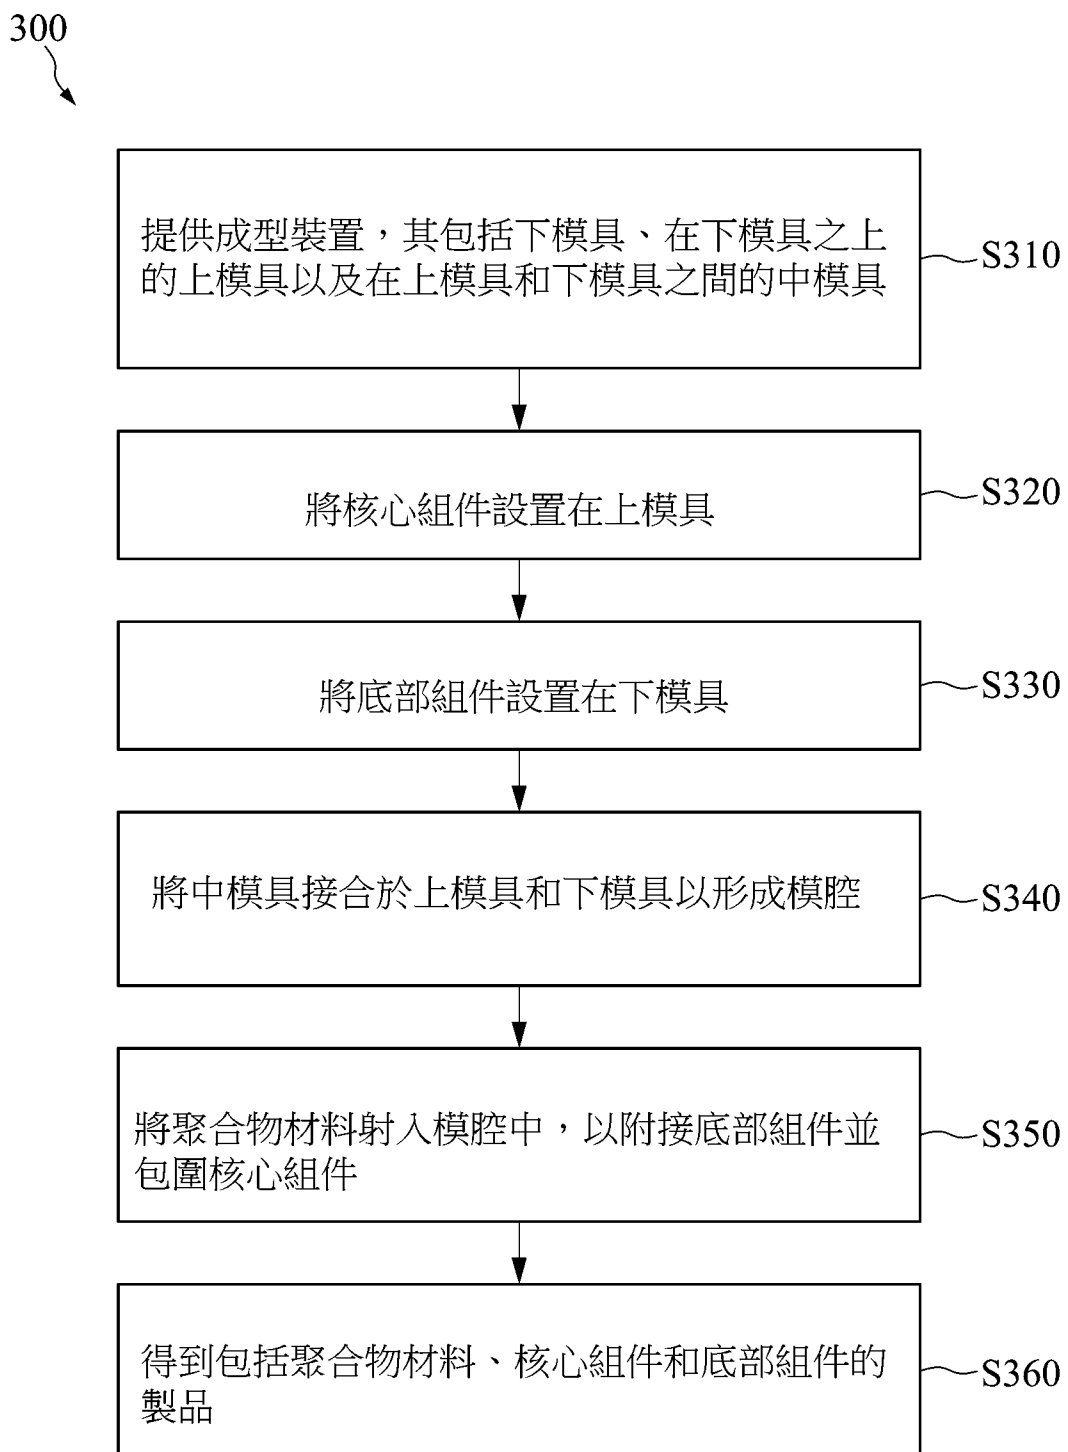 300
提供成型裝置，其包括下模具、在下模具之上
的上模具以及在上模具和下模具之間的中模具
S310
將核心組件設置在上模具
S320
將底部組件設置在下模具
S330
將中模具接合於上模具和下模具以形成模腔
S340
將聚合物材料射入模腔中，以附接底部組件並
包圍核心組件
S350
得到包括聚合物材料、核心組件和底部組件的
製品
S360